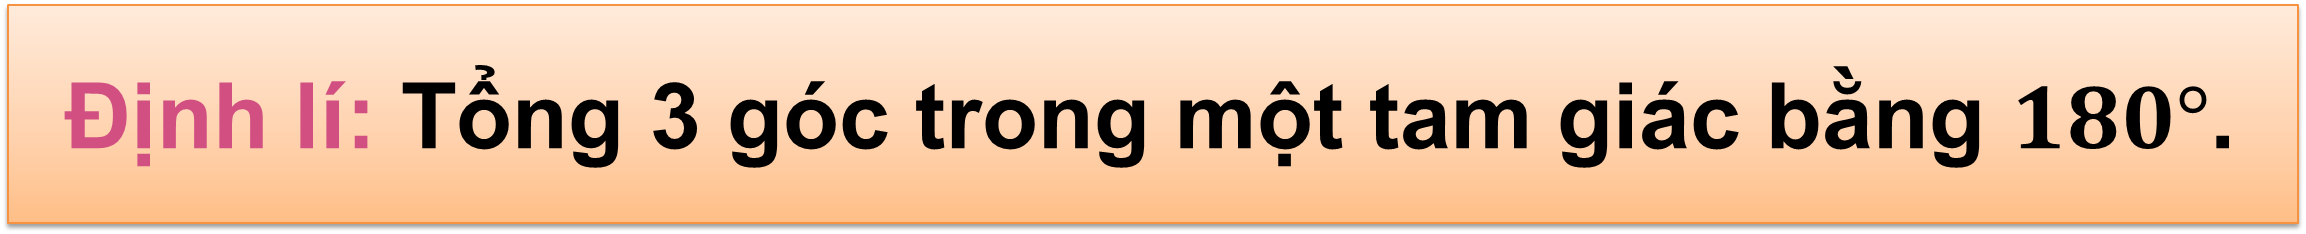 Định lí: Tổng 3 góc trong một tam giác bằng 180°.